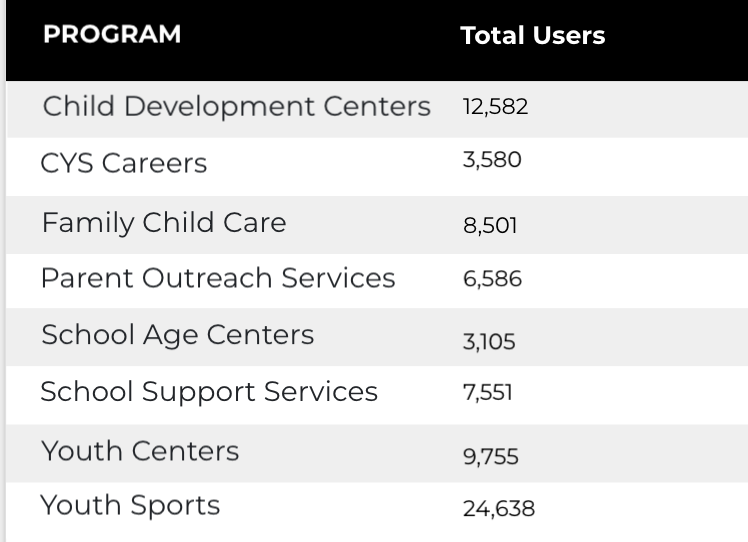 PROGRAM Total Users
Child Development Centers 12,582
CYS Careers 3,580
Family Child Care 8,501
Parent Outreach Services 6,586
School Age Centers 3,105
School Support Services 7,551
Youth Centers 9,755
Youth Sports 24,638